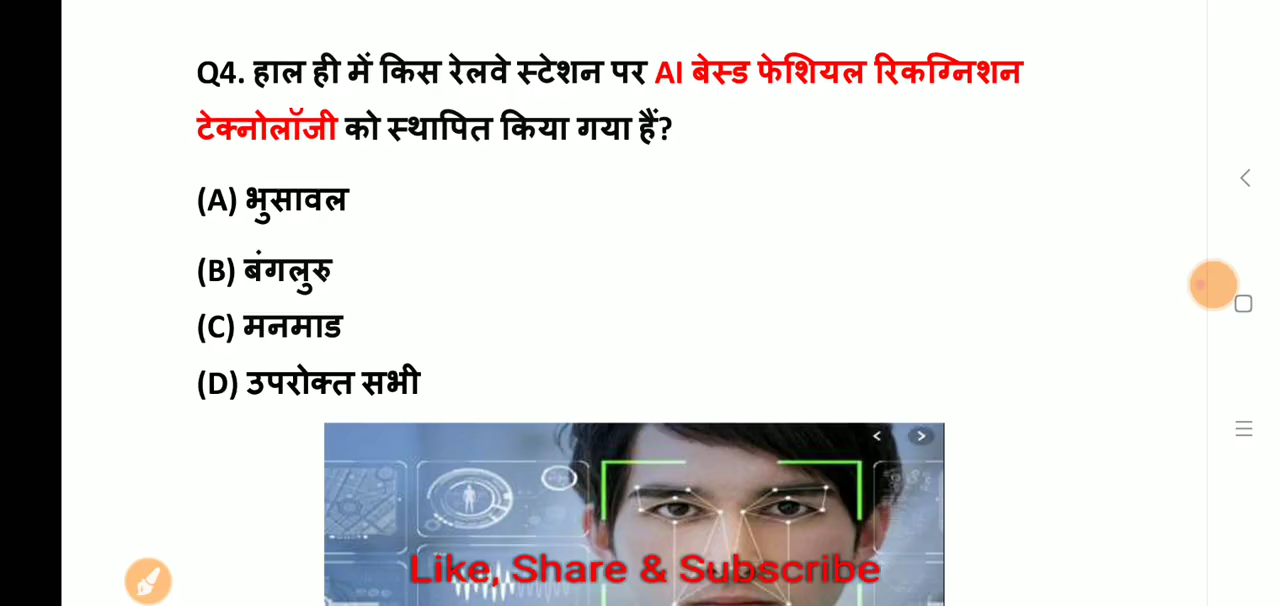 Q4. हाल ही में किस रेलवे स्टेशन पर AI बेस्ड फेशियल रिकग्निशन
टेक्नोलॉजी को स्थापित किया गया हैं?
(A) भुसावल
(B) बंगलुरु
(C) मनमाड
(D) उपरोक्त सभी
Like, Share & Subscribe